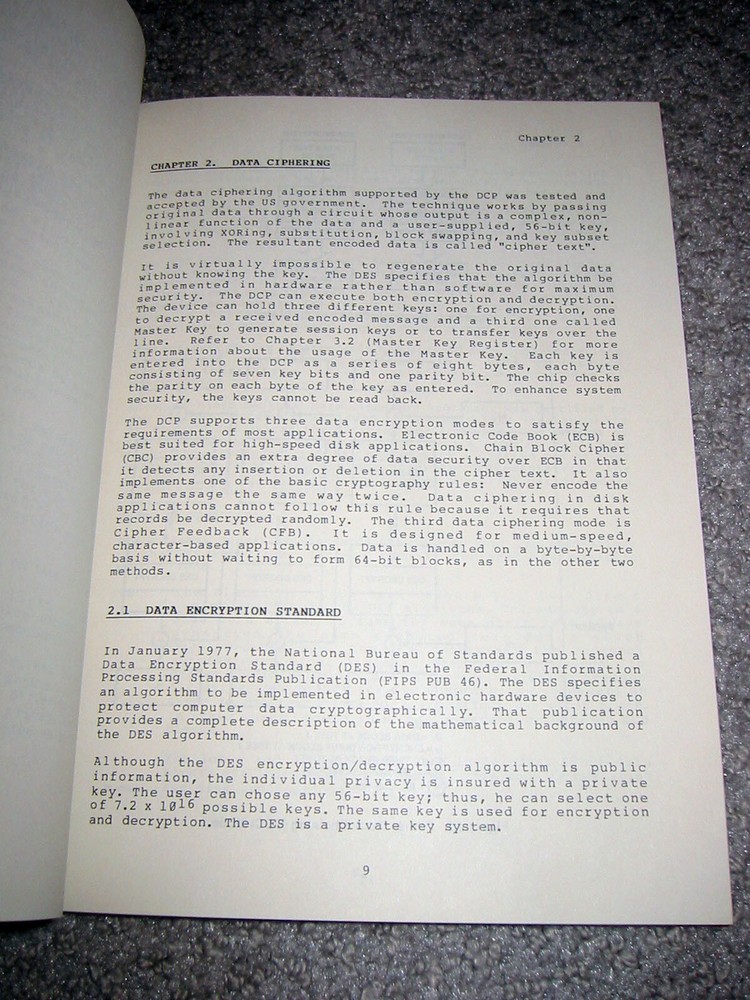 Chapter 2
CHAPTER 2. DATA CIPHERING
The data ciphering algorithm supported by the DCP was tested and
accepted by the US government. The technique works by passing
original data through a circuit whose output is a complex, non-
linear function of the data and a user-supplied, 56-bit key,
involving XORing, substitution, block swapping, and key subset
selection. The resultant encoded data is called "cipher text".
It is virtually impossible to regenerate the original data
without knowing the key. The DES specifies that the algorithm be
implemented in hardware rather than software for maximum
security. The DCP can execute both encryption and decryption.
The device can hold three different keys: one for encryption, one
to decrypt a received encoded message and a third one called
Master Key to generate session keys or to transfer keys over the
line. Refer to Chapter 3.2 (Master Key Register) for more
information about the usage of the Master Key. Each key is
entered into the DCP as a series of eight bytes, each byte
consisting of seven key bits and one parity bit. The chip checks
the parity on each byte of the key as entered. To enhance system
security, the keys cannot be read back.
The DCP supports three data encryption modes to satisfy the
requirements of most applications. Electronic Code Book (ECB) is
best suited for high-speed disk applications. Chain Block Cipher
(CBC) provides an extra degree of data security over ECB in that
it detects any insertion or deletion in the cipher text. It also
implements one of the basic cryptography rules: Never encode the
same message the same way twice. Data ciphering in disk
applications cannot follow this rule because it requires that
records be decrypted randomly. The third data ciphering mode is
Cipher Feedback (CFB). It is designed for medium-speed,
character-based applications. Data is handled on a byte-by-byte
basis without waiting to form 64-bit blocks, as in the other two
methods.
2.1 DATA ENCRYPTION STANDARD
In January 1977, the National Bureau of Standards published a
Data Encryption Standard (DES) in the Federal Information
Processing Standards Publication (FIPS PUB 46). The DES specifies
an algorithm to be implemented in electronic hardware devices to
protect computer data cryptographically. That publication
provides a complete description of the mathematical background of
the DES algorithm.
Although the DES encryption/decryption algorithm is public
information, the individual privacy is insured with a private
key. The user can chose any 56-bit key; thus, he can select one
of 7.2 x 10¹⁶ possible keys. The same key is used for encryption
and decryption. The DES is a private key system.
9